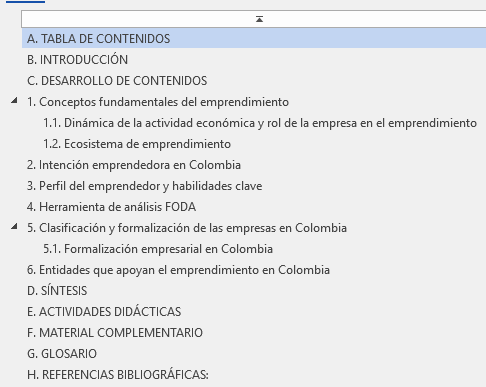 A. TABLA DE CONTENIDOS
B. INTRODUCCIÓN
C. DESARROLLO DE CONTENIDOS
1. Conceptos fundamentales del emprendimiento
1.1. Dinámica de la actividad económica y rol de la empresa en el emprendimiento
1.2. Ecosistema de emprendimiento
2. Intención emprendedora en Colombia
3. Perfil del emprendedor y habilidades clave
4. Herramienta de análisis FODA
5. Clasificación y formalización de las empresas en Colombia
5.1. Formalización empresarial en Colombia
6. Entidades que apoyan el emprendimiento en Colombia
D. SÍNTESIS
E. ACTIVIDADES DIDÁCTICAS
F. MATERIAL COMPLEMENTARIO
G. GLOSARIO
H. REFERENCIAS BIBLIOGRÁFICAS: